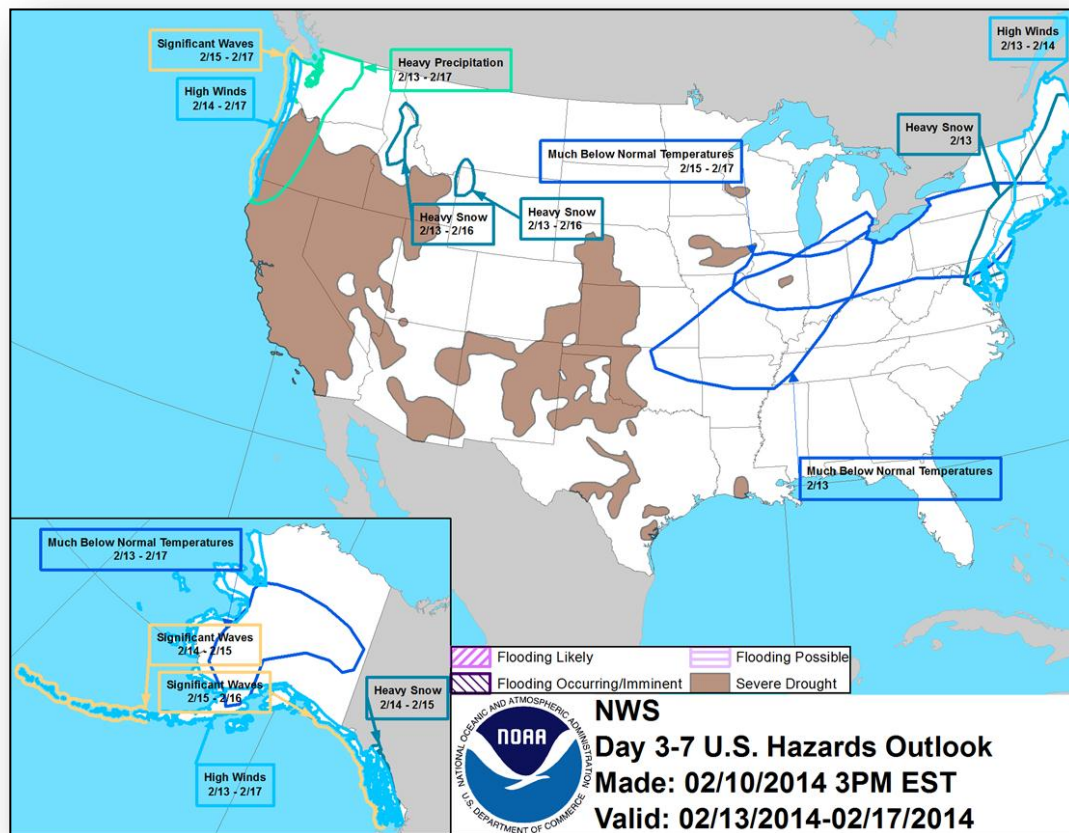 Significant Waves
2/15 - 2/17
High Winds
2/14 - 2/17
Heavy Precipitation
2/13 - 2/17
High Winds
2/13 - 2/14
Heavy Snow
2/13
Much Below Normal Temperatures
2/15 - 2/17
Heavy Snow
2/13 - 2/16
Heavy Snow
2/13 - 2/16
Much Below Normal Temperatures
2/13
Much Below Normal Temperatures
2/13 - 2/17
Significant Waves
2/14 - 2/15
Significant Waves
2/15 - 2/16
Heavy Snow
2/14 - 2/15
High Winds
2/13 - 2/17
Flooding Likely
Flooding Possible
Flooding Occurring/Imminent
Severe Drought
NATIONAL OCEANIC AND ATMOSPHERIC ADMINISTRATION
NOAA
U.S. DEPARTMENT OF COMMERCE
NWS
Day 3-7 U.S. Hazards Outlook
Made: 02/10/2014 3PM EST
Valid: 02/13/2014-02/17/2014